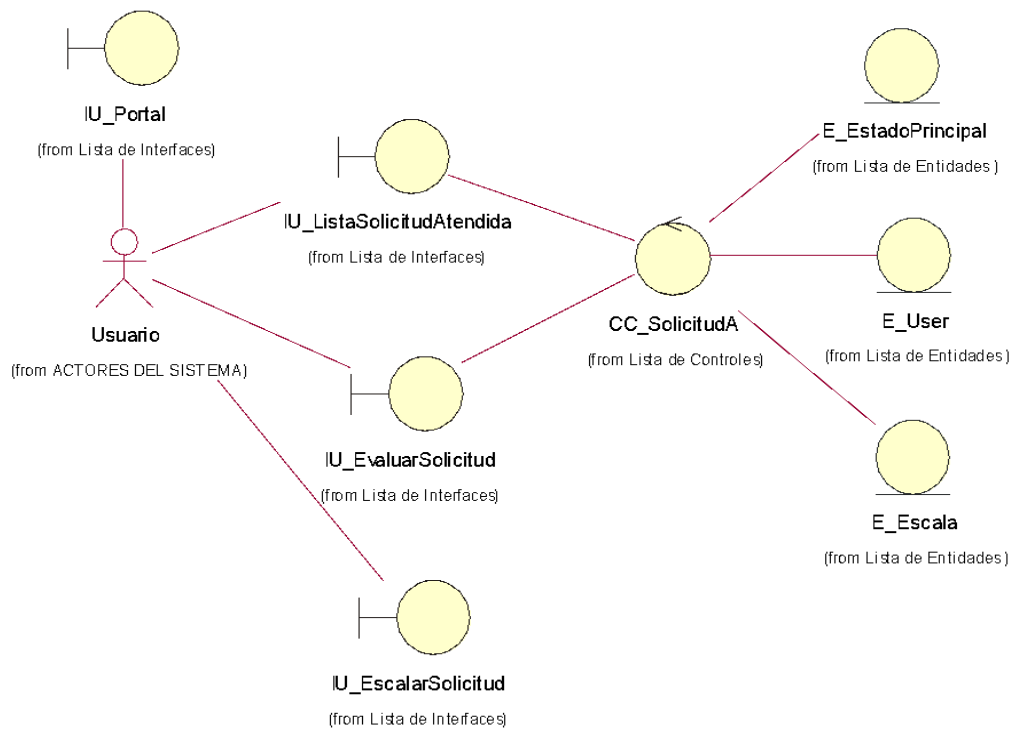 IU_Portal
(from Lista de Interfaces)
E_EstadoPrincipal
(from Lista de Entidades )
IU_ListaSolicitudAtendida
(from Lista de Interfaces)
Usuario
(from ACTORES DEL SISTEMA)
CC_SolicitudA
(from Lista de Controles)
E_User
(from Lista de Entidades )
IU_EvaluarSolicitud
(from Lista de Interfaces)
E_Escala
(from Lista de Entidades )
IU_EscalarSolicitud
(from Lista de Interfaces)